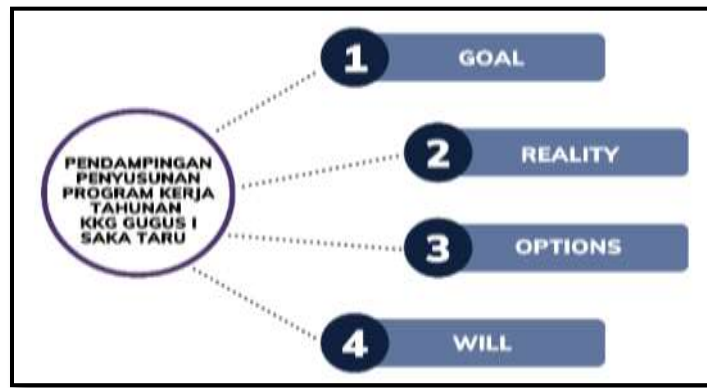 PENDAMPINGAN
PENYUSUNAN
PROGRAM KERJA
TAHUNAN
KKG GUGUS I
SAKA TARU
1 GOAL
2 REALITY
3 OPTIONS
4 WILL